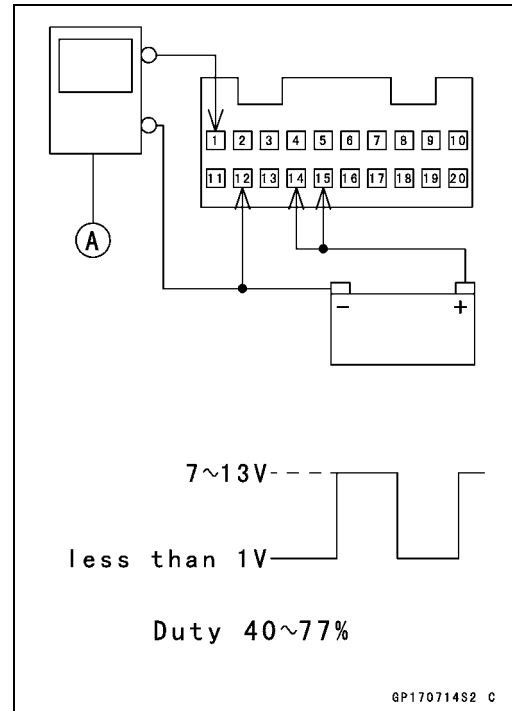 1 2 3 4 5 6 7 8 9 10
11 12 13 14 15 16 17 18 19 20
A
- +
7~13V
less than 1V
Duty 40~77%
GP170714S2 C